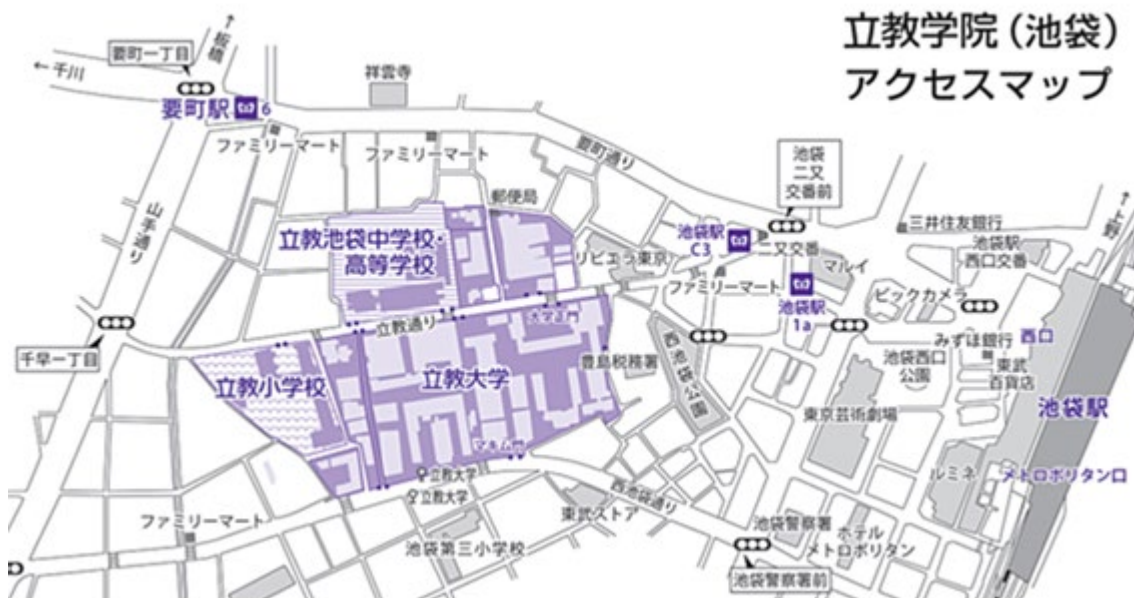 立教学院（池袋）
アクセスマップ
↑板橋
要町一丁目
←千川
要町駅
6
祥雲寺
ファミリーマート
ファミリーマート
要町通り
池袋
二又
交番前
↑上野
山手通り
郵便局
立教池袋中学校・
高等学校
リビエラ東京
池袋駅
C3
二又交番
三井住友銀行
池袋駅
西口交番
マルイ
ファミリーマート
池袋駅
1a
ビックカメラ
千早一丁目
立教通り
大学正門
みずほ銀行
西口
豊島税務署
西池袋公園
池袋西口
公園
東武
百貨店
立教小学校
立教大学
東京芸術劇場
池袋駅
マキム門
立教大学
立教大学
西池袋通り
ルミネ
メトロポリタン口
ファミリーマート
東武ストア
池袋第三小学校
池袋警察署
ホテル
メトロポリタン
池袋警察署前